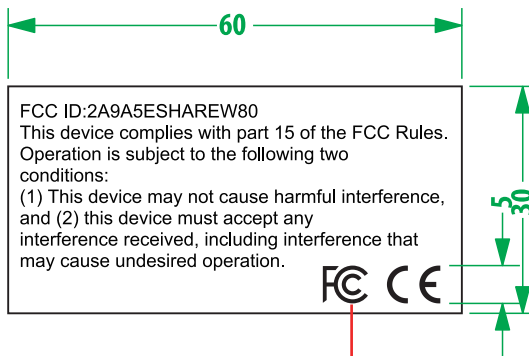 60
FCC ID:2A9A5ESHAREW80
This device complies with part 15 of the FCC Rules.
Operation is subject to the following two
conditions:
(1) This device may not cause harmful interference,
and (2) this device must accept any
interference received, including interference that
may cause undesired operation.
FC CE
5
30